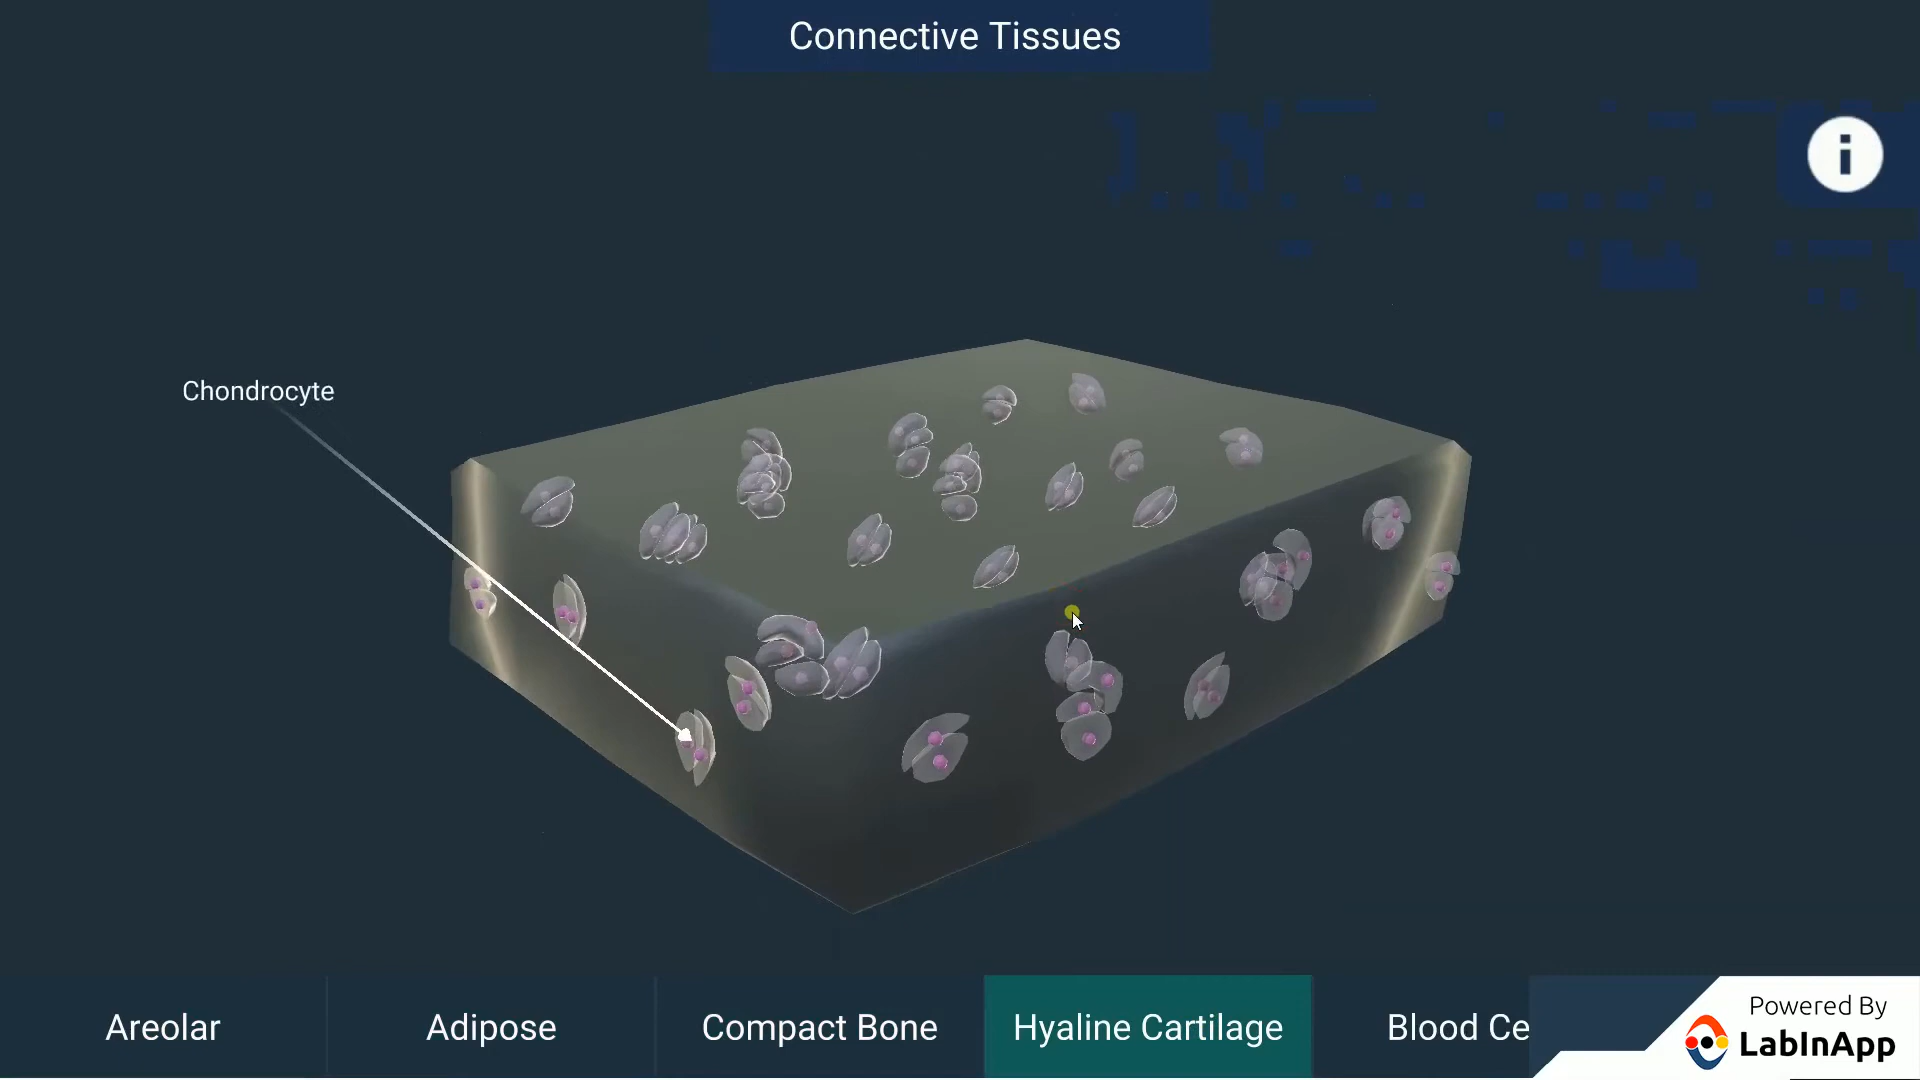 Connective Tissues
i
Chondrocyte
Areolar
Adipose
Compact Bone
Hyaline Cartilage
Blood Ce
Powered By
LabInApp